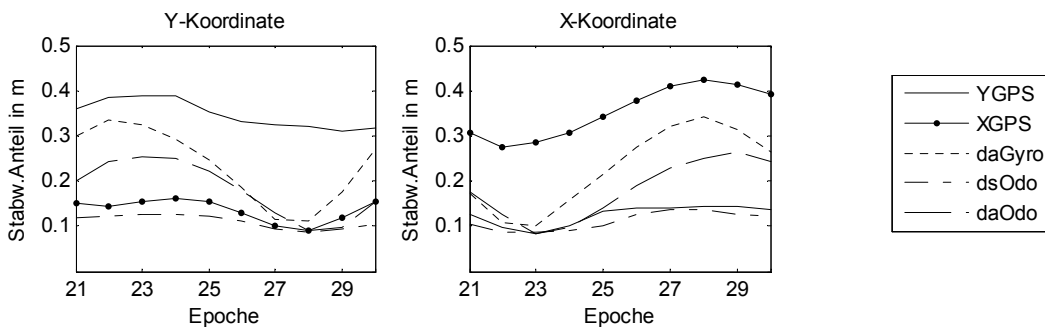 Y-Koordinate
Stabw.Anteil in m
0.5
0.4
0.3
0.2
0.1
21 23 25 27 29
Epoche
X-Koordinate
Stabw.Anteil in m
0.5
0.4
0.3
0.2
0.1
21 23 25 27 29
Epoche
YGPS
XGPS
daGyro
dsOdo
daOdo